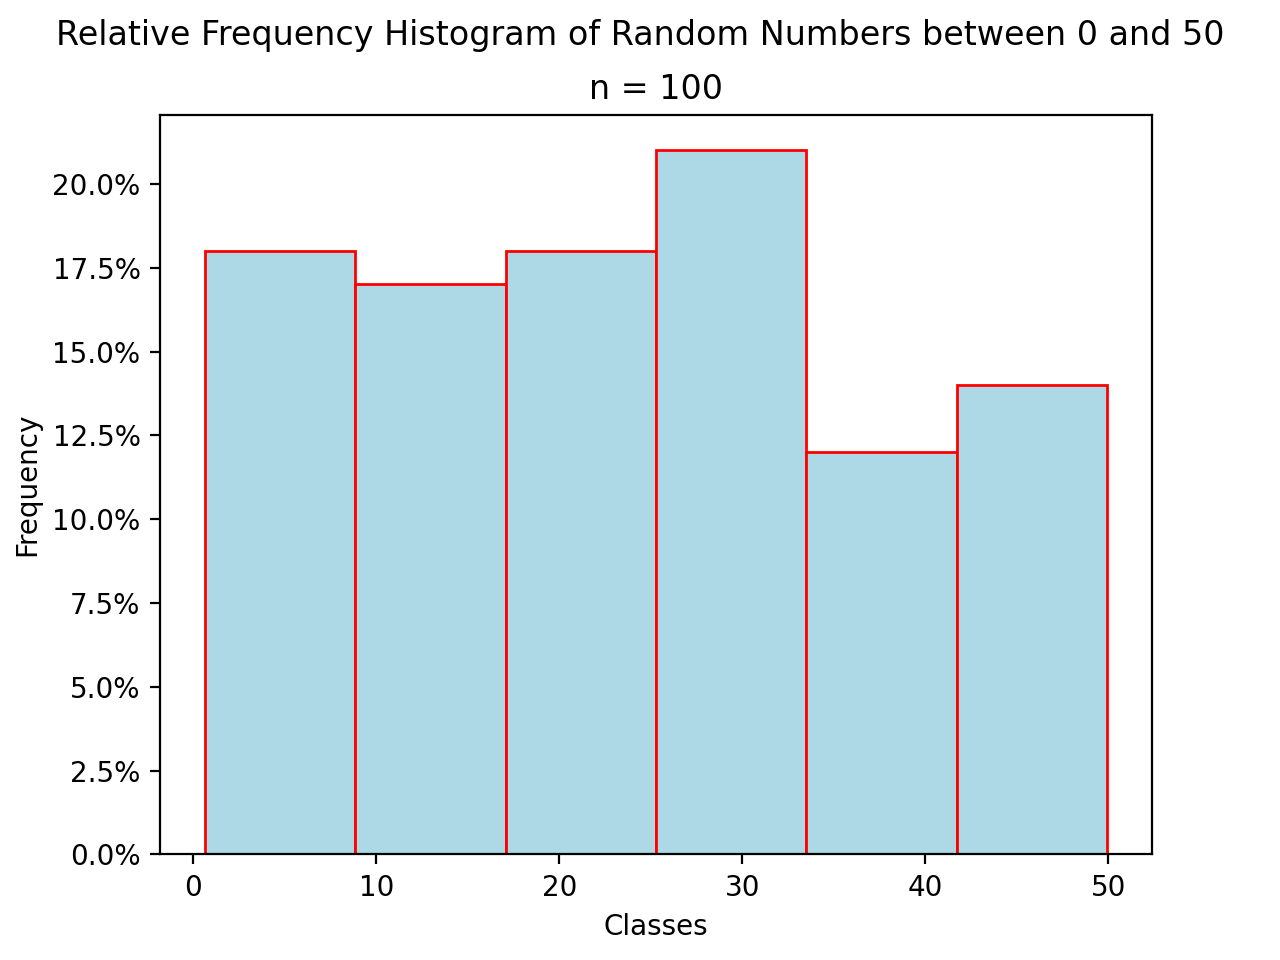 Relative Frequency Histogram of Random Numbers between 0 and 50
n = 100
20.0%
17.5%
15.0%
12.5%
10.0%
7.5%
5.0%
2.5%
0.0%
Frequency
0 10 20 30 40 50
Classes